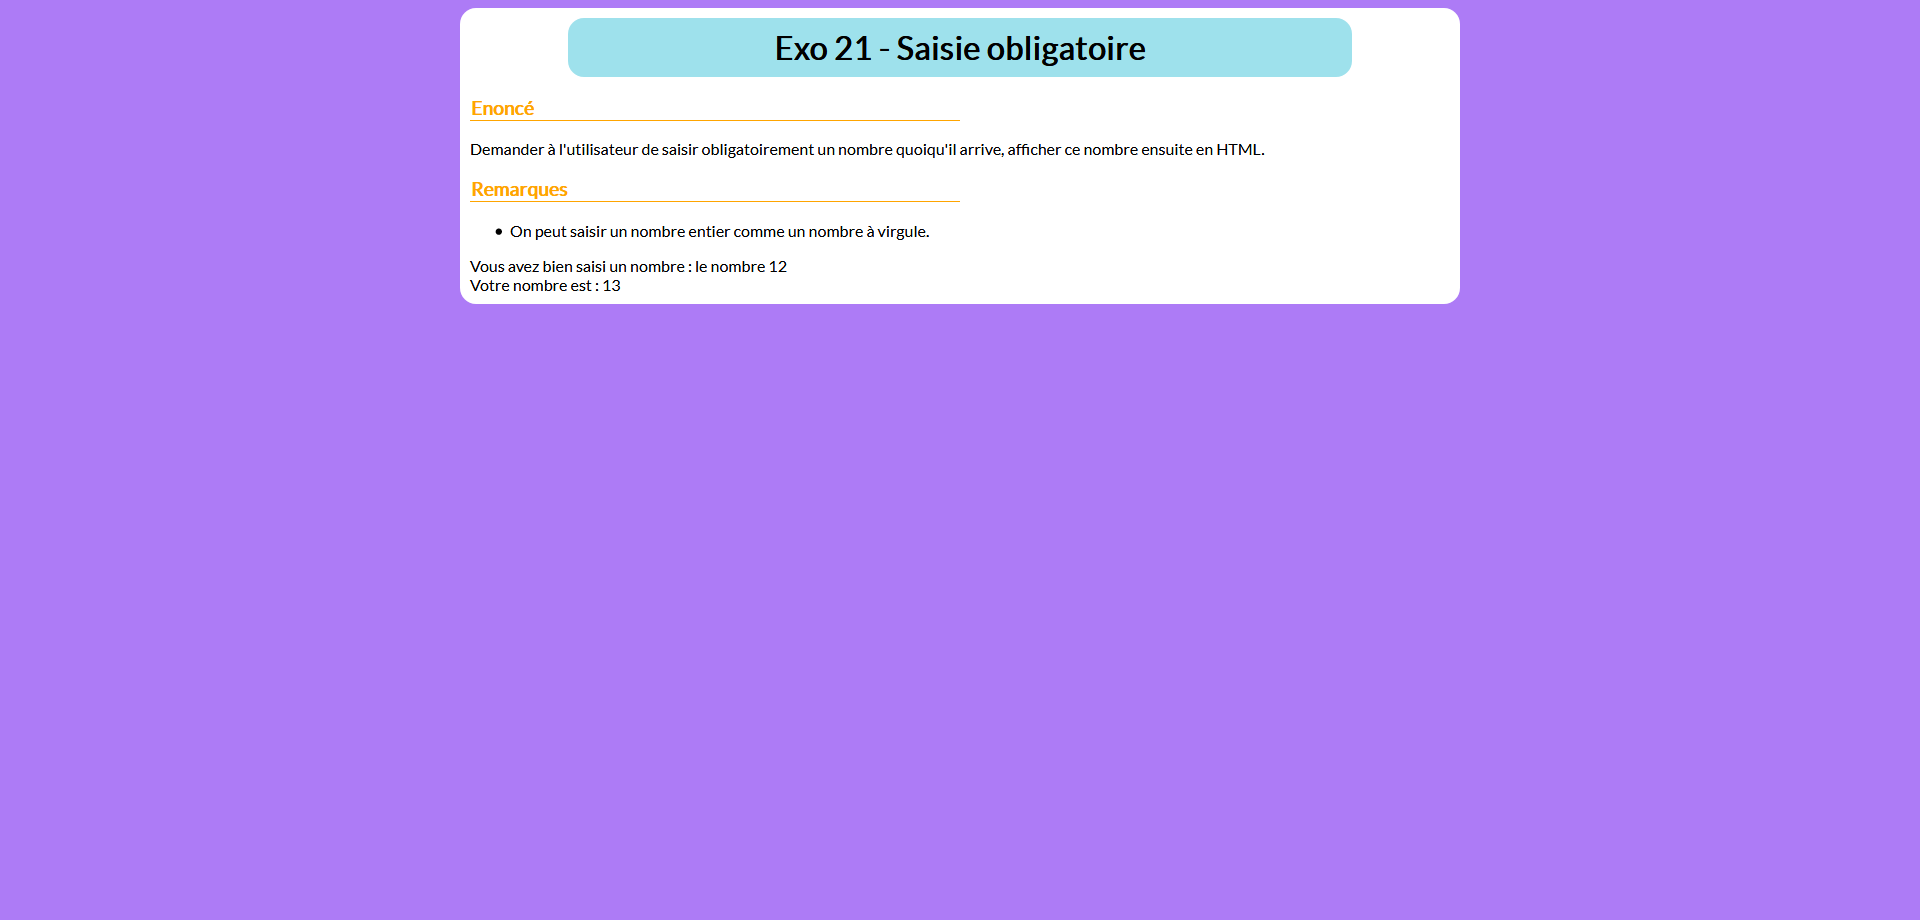 Exo 21 - Saisie obligatoire
Enoncé
Demander à l'utilisateur de saisir obligatoirement un nombre quoiqu'il arrive, afficher ce nombre ensuite en HTML.
Remarques
• On peut saisir un nombre entier comme un nombre à virgule.
Vous avez bien saisi un nombre : le nombre 12
Votre nombre est : 13